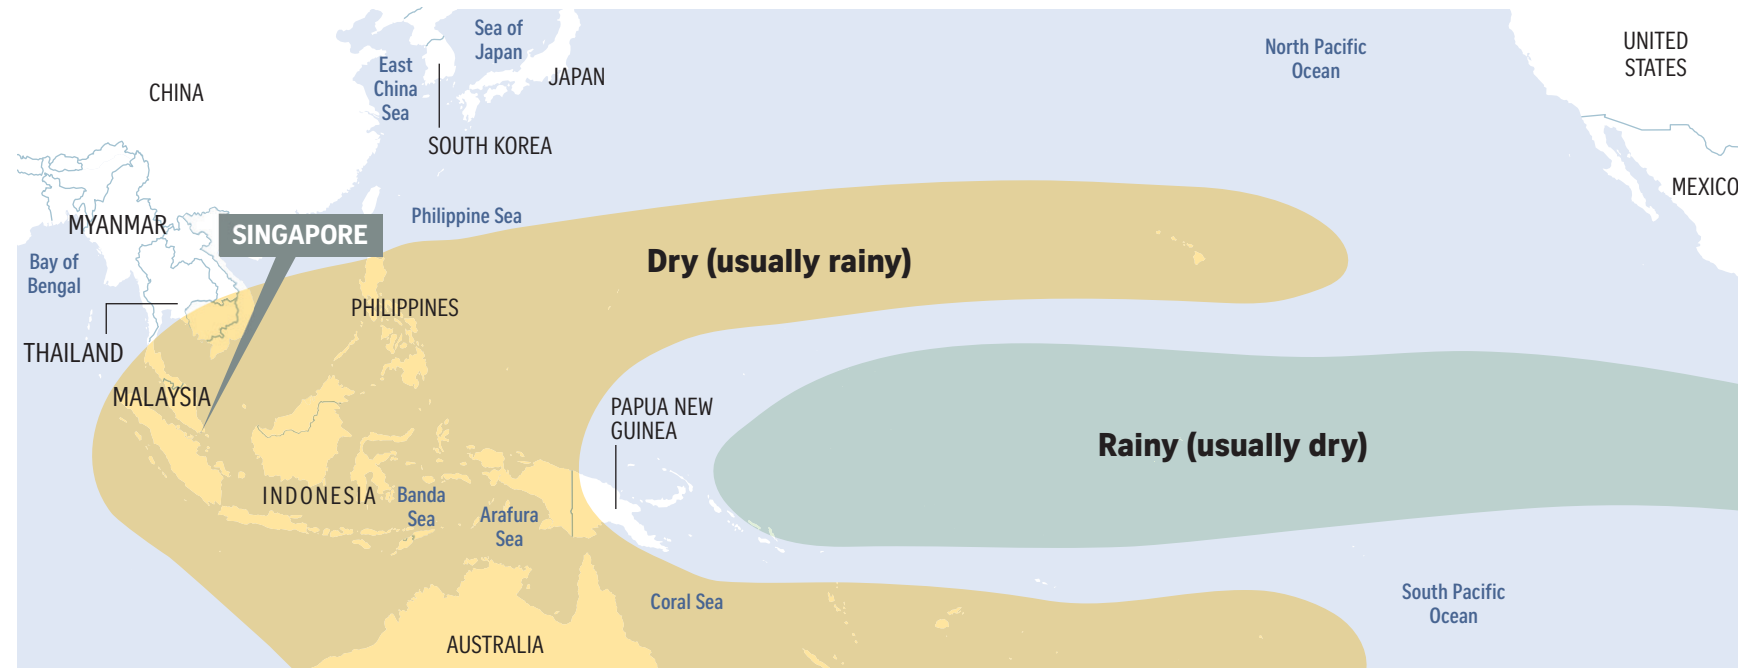 Sea of
Japan
North Pacific
Ocean
UNITED
STATES
East
China
Sea
JAPAN
CHINA
SOUTH KOREA
MEXICO
Philippine Sea
MYANMAR
SINGAPORE
Bay of
Bengal
Dry (usually rainy)
PHILIPPINES
THAILAND
MALAYSIA
PAPUA NEW
GUINEA
Rainy (usually dry)
INDONESIA
Banda
Sea
Arafura
Sea
Coral Sea
South Pacific
Ocean
AUSTRALIA